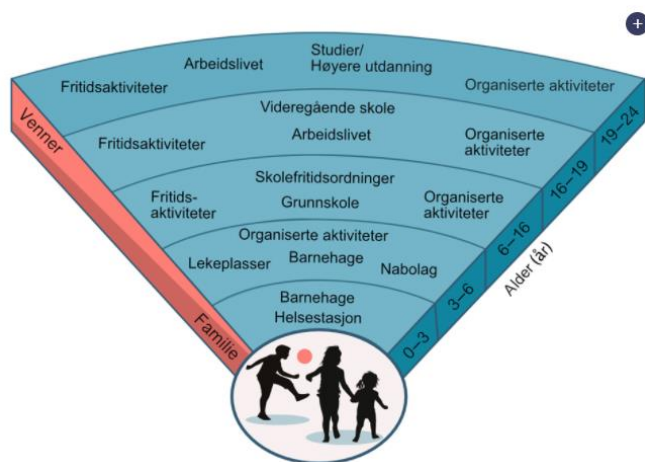 Studier/
Arbeidslivet Høyere utdanning
Fritidsaktiviteter Organiserte aktiviteter
Videregående skole
Fritidsaktiviteter Arbeidslivet Organiserte
aktiviteter
Skolefritidsordninger
Fritids-
aktiviteter
Grunnskole
Organiserte
aktiviteter
Organiserte aktiviteter
Lekeplasser Barnehage Nabolag
Barnehage
Helsestasjon
Venner
Familie
19–24
16–19
6–16
3–6
0–3
Alder (år)
+